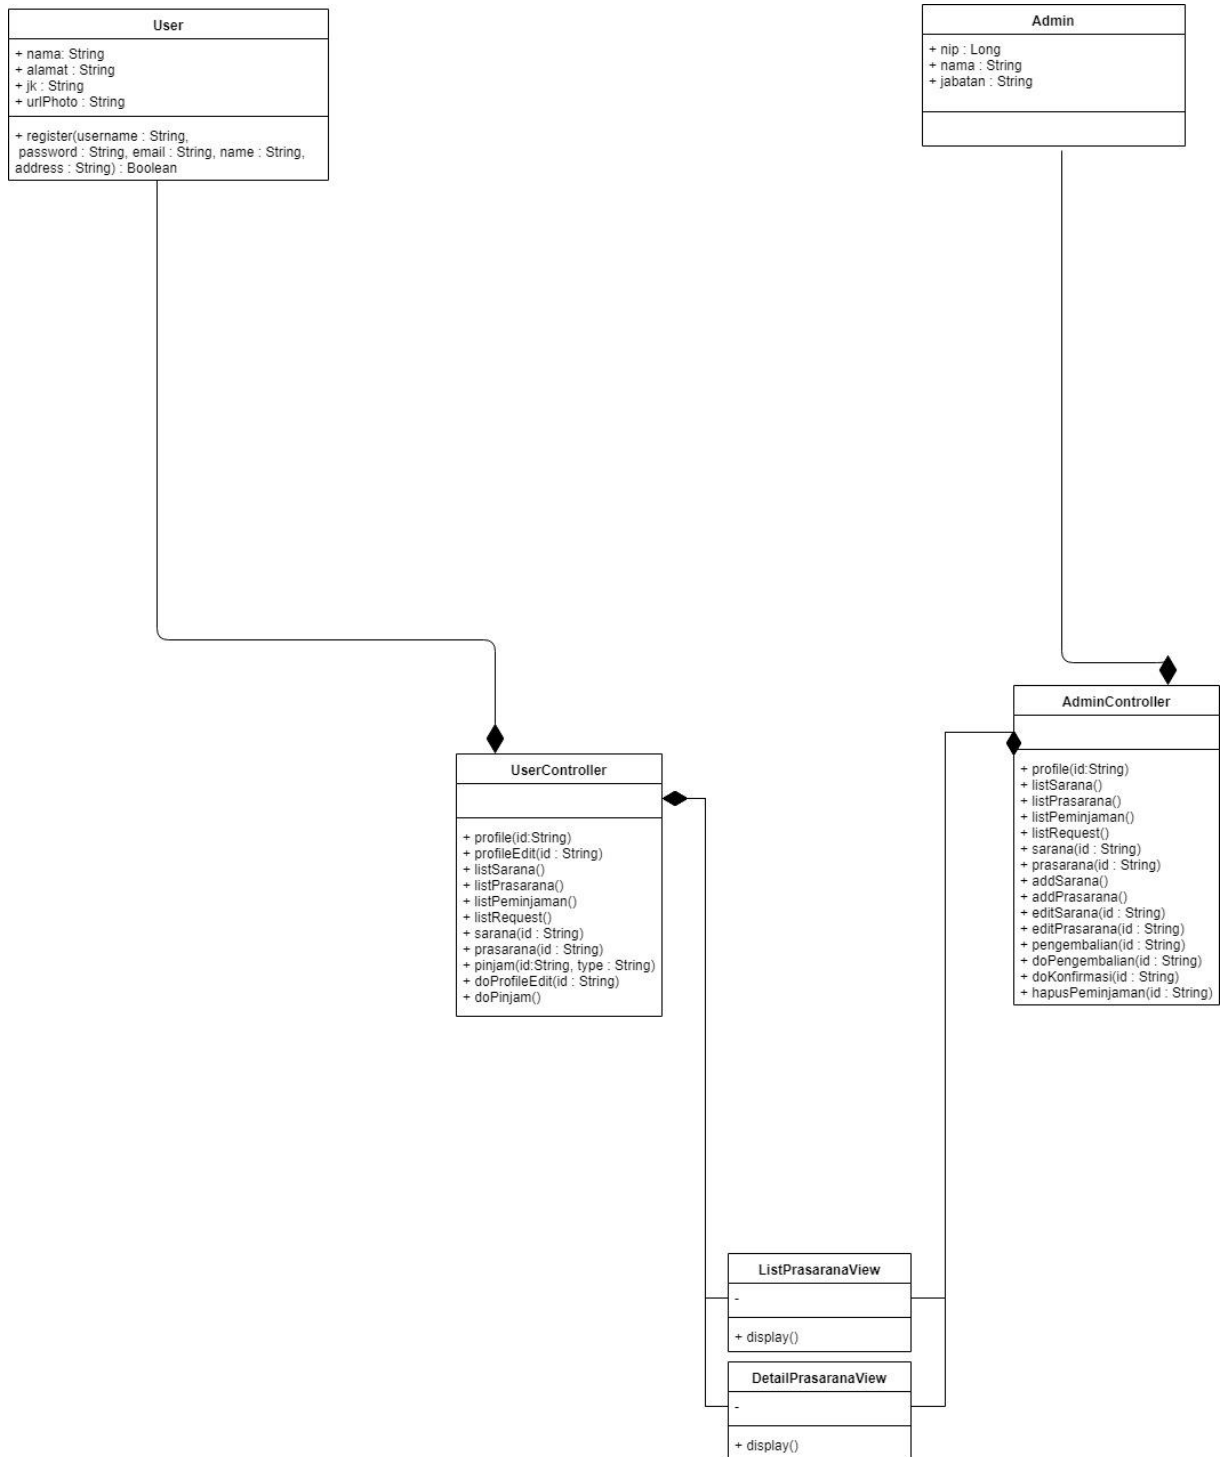 User
+ nama: String
+ alamat : String
+ jk : String
+ urlPhoto : String
+ register(username : String,
password : String, email : String, name : String,
address : String) : Boolean
Admin
+ nip : Long
+ nama : String
+ jabatan : String
UserController
+ profile(id:String)
+ profileEdit(id : String)
+ listSarana()
+ listPrasarana()
+ listPeminjaman()
+ listRequest()
+ sarana(id : String)
+ prasarana(id : String)
+ pinjam(id:String, type : String)
+ doProfileEdit(id : String)
+ doPinjam()
AdminController
+ profile(id:String)
+ listSarana()
+ listPrasarana()
+ listPeminjaman()
+ listRequest()
+ sarana(id : String)
+ prasarana(id : String)
+ addSarana()
+ addPrasarana()
+ editSarana(id : String)
+ editPrasarana(id : String)
+ pengembalian(id : String)
+ doPengembalian(id : String)
+ doKonfirmasi(id : String)
+ hapusPeminjaman(id : String)
ListPrasaranaView
-
+ display()
DetailPrasaranaView
-
+ display()